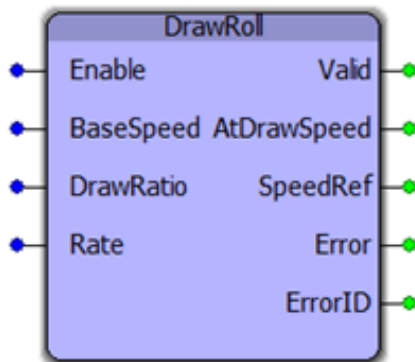 DrawRoll
Enable Valid
BaseSpeed AtDrawSpeed
DrawRatio SpeedRef
Rate Error
ErrorID